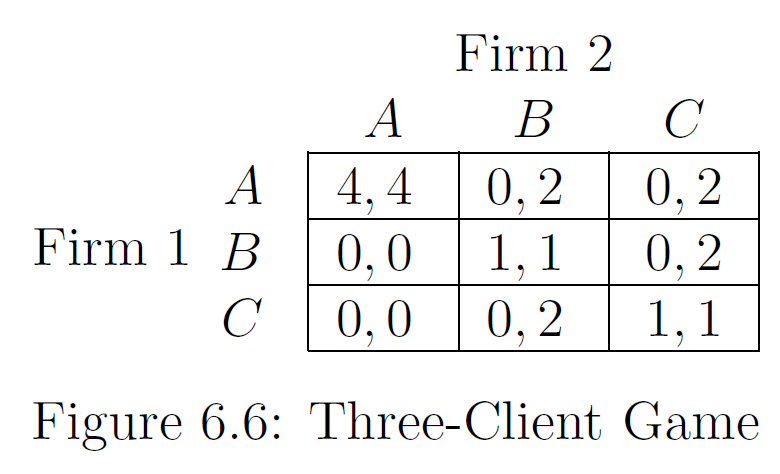 Firm 2
A B C
A 4, 4 0, 2 0, 2
Firm 1 B 0, 0 1, 1 0, 2
C 0, 0 0, 2 1, 1
Figure 6.6: Three-Client Game